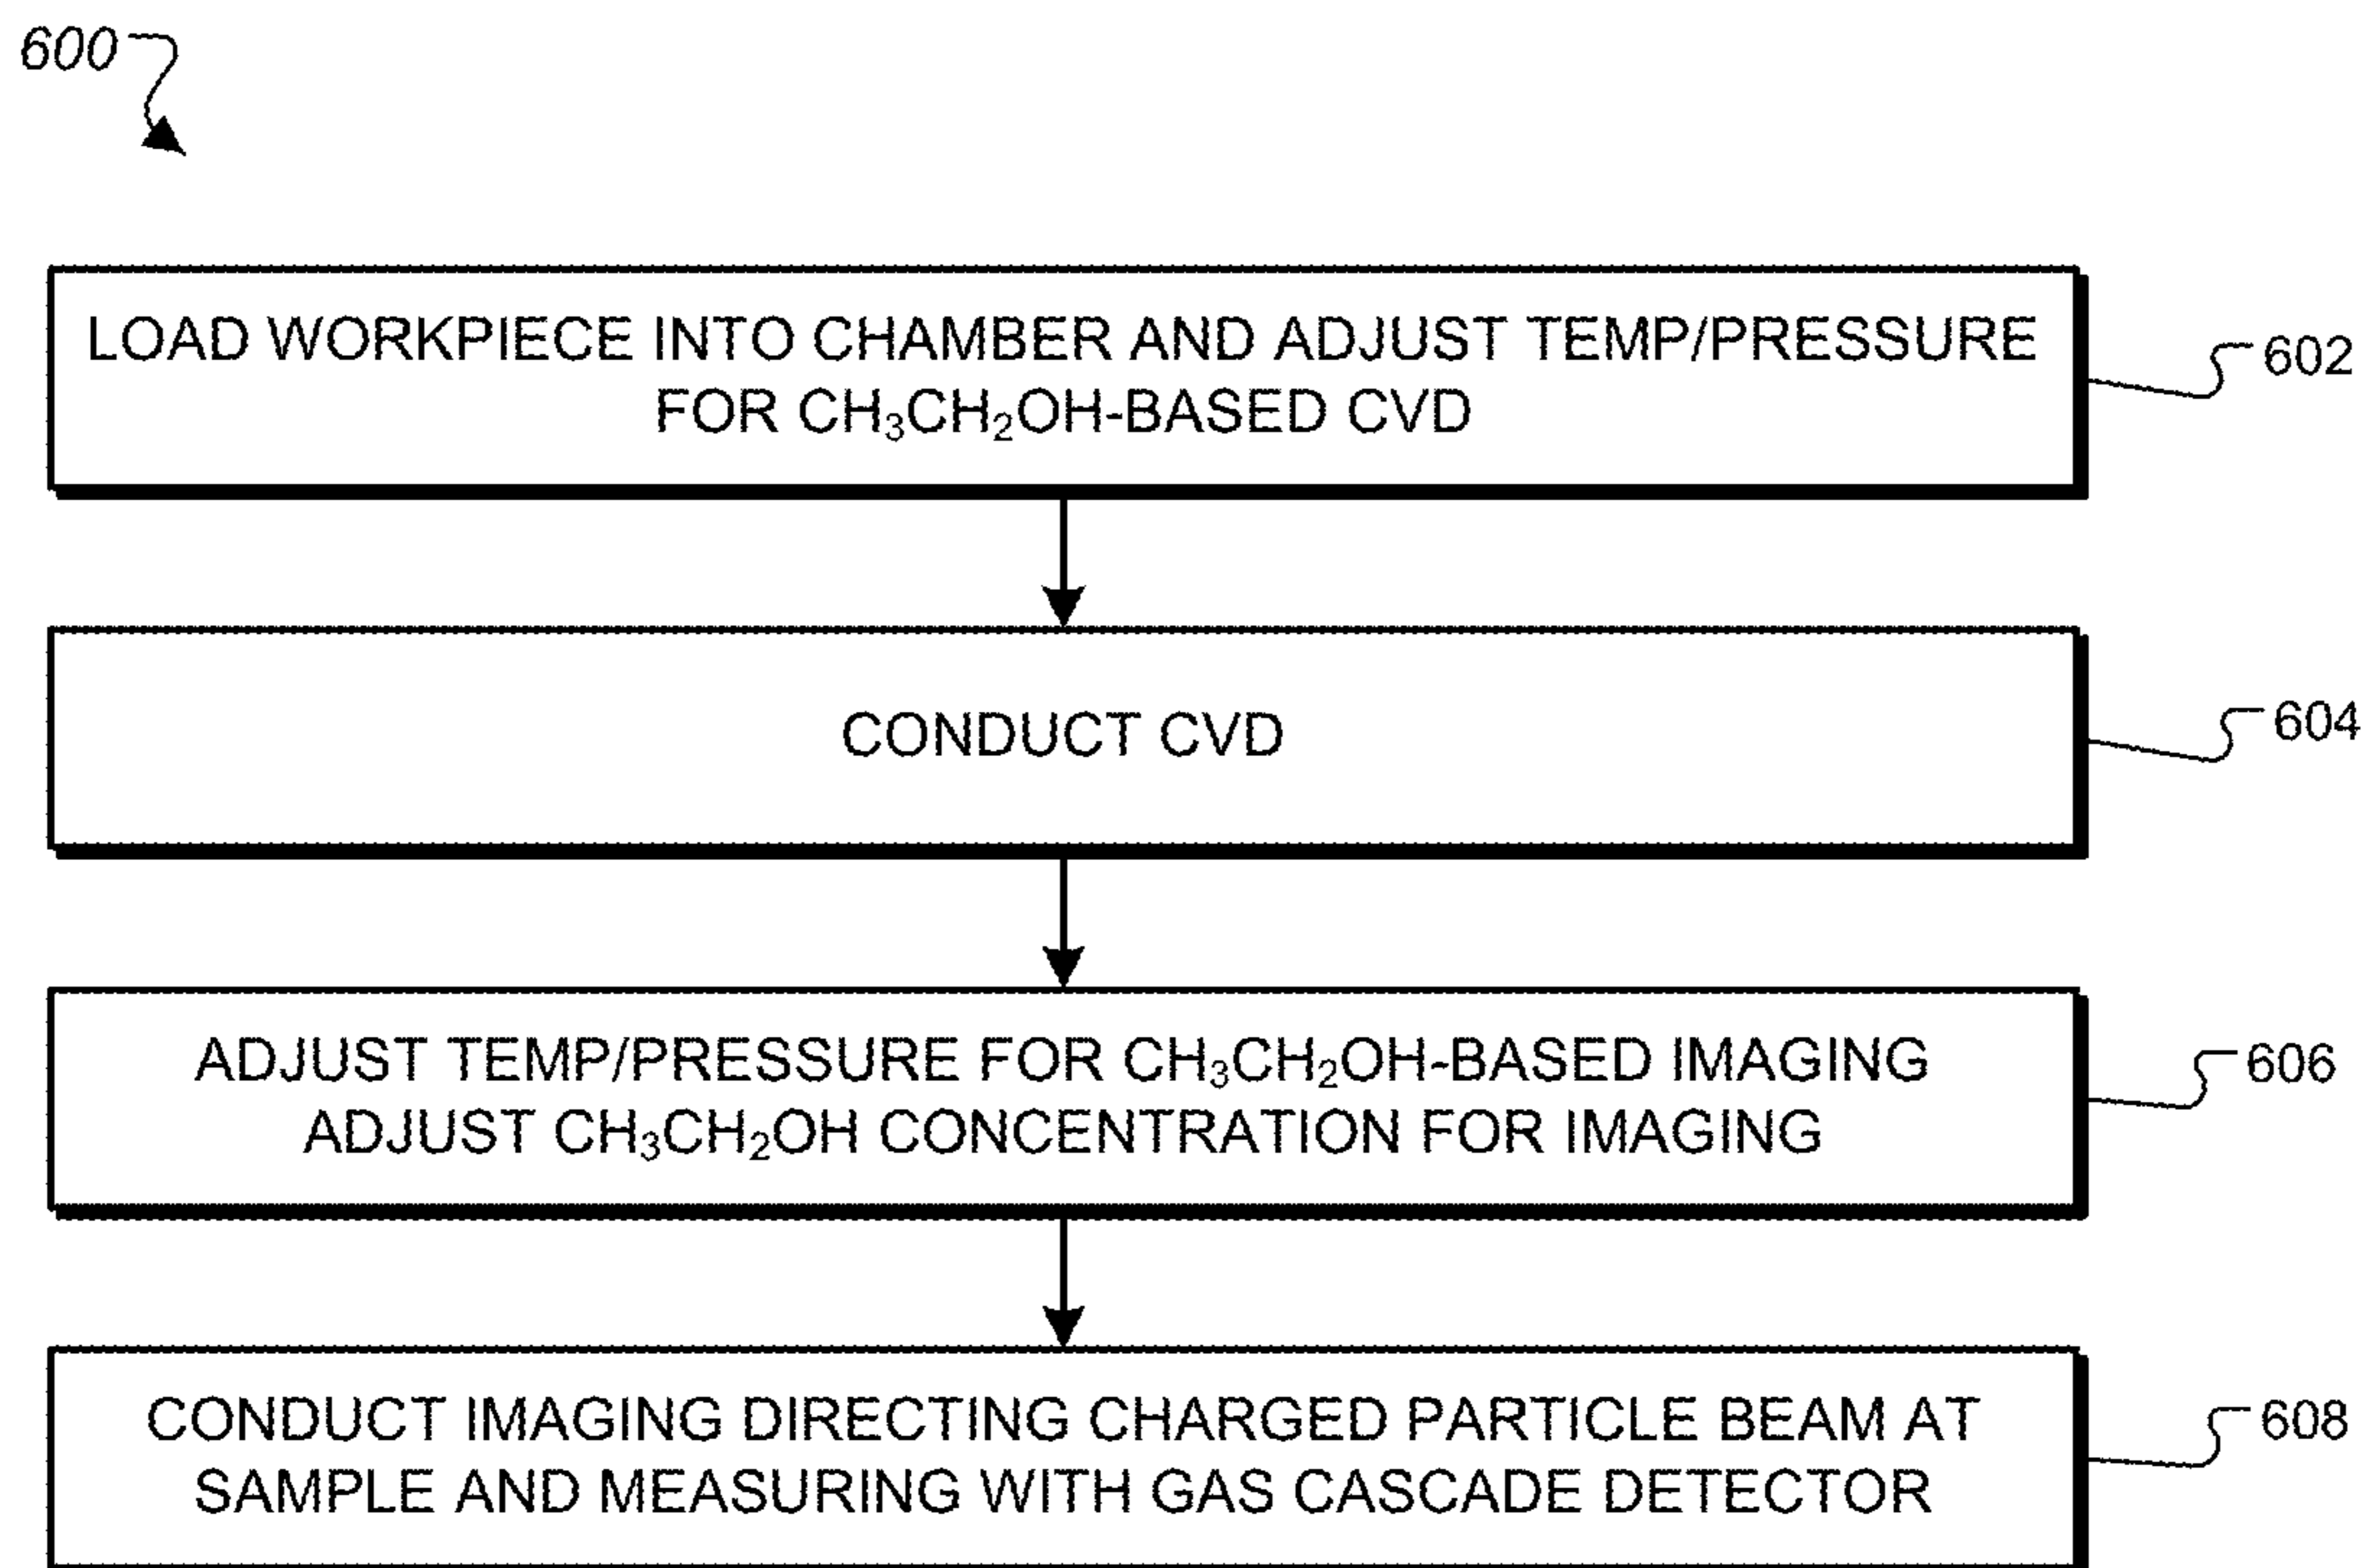 600
LOAD WORKPIECE INTO CHAMBER AND ADJUST TEMP/PRESSURE
FOR CH₃CH₂OH-BASED CVD
602
CONDUCT CVD
604
ADJUST TEMP/PRESSURE FOR CH₃CH₂OH-BASED IMAGING
ADJUST CH₃CH₂OH CONCENTRATION FOR IMAGING
606
CONDUCT IMAGING DIRECTING CHARGED PARTICLE BEAM AT
SAMPLE AND MEASURING WITH GAS CASCADE DETECTOR
608